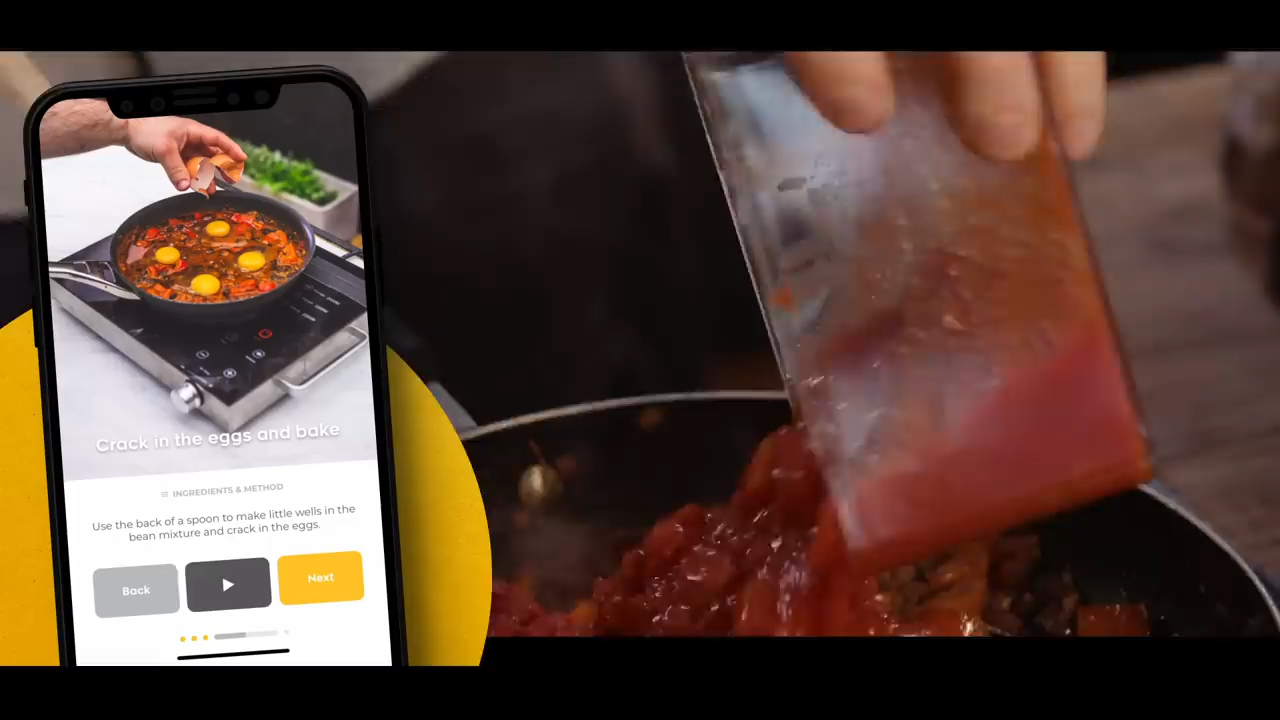 Crack in the eggs and bake
INGREDIENTS & METHOD
Use the back of a spoon to make little wells in the
bean mixture and crack in the eggs.
Back
Next